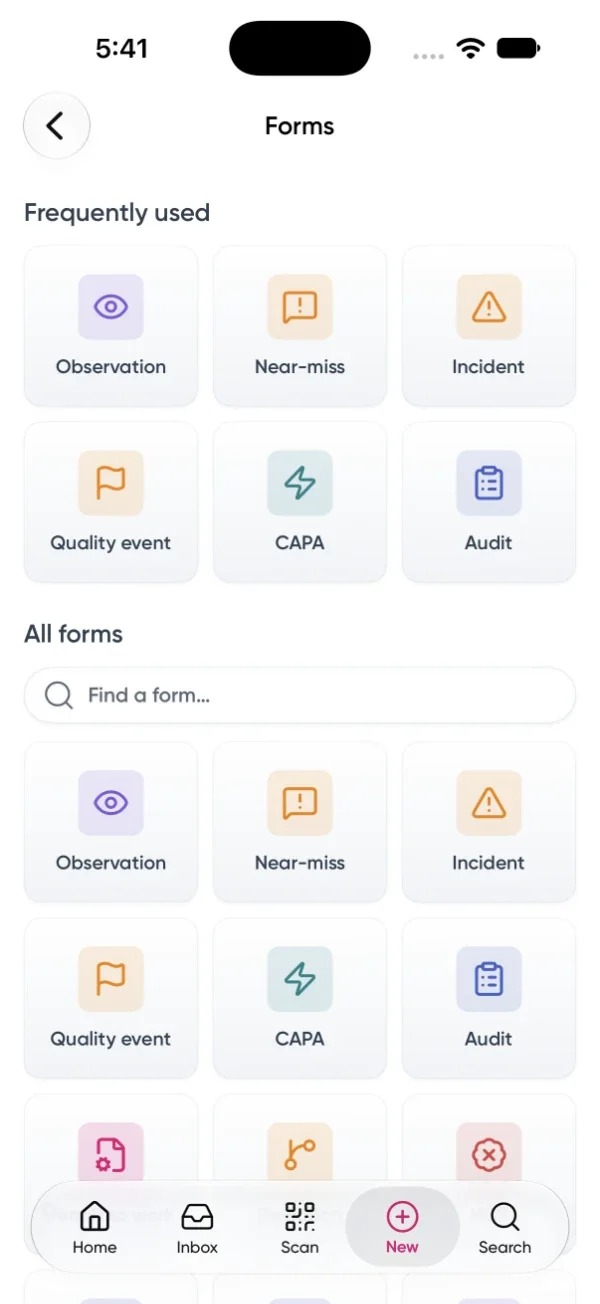 5:41
Forms
Frequently used
Observation
Near-miss
Incident
Quality event
CAPA
Audit
All forms
Find a form...
Observation
Near-miss
Incident
Quality event
CAPA
Audit
Home
Inbox
Scan
New
Search